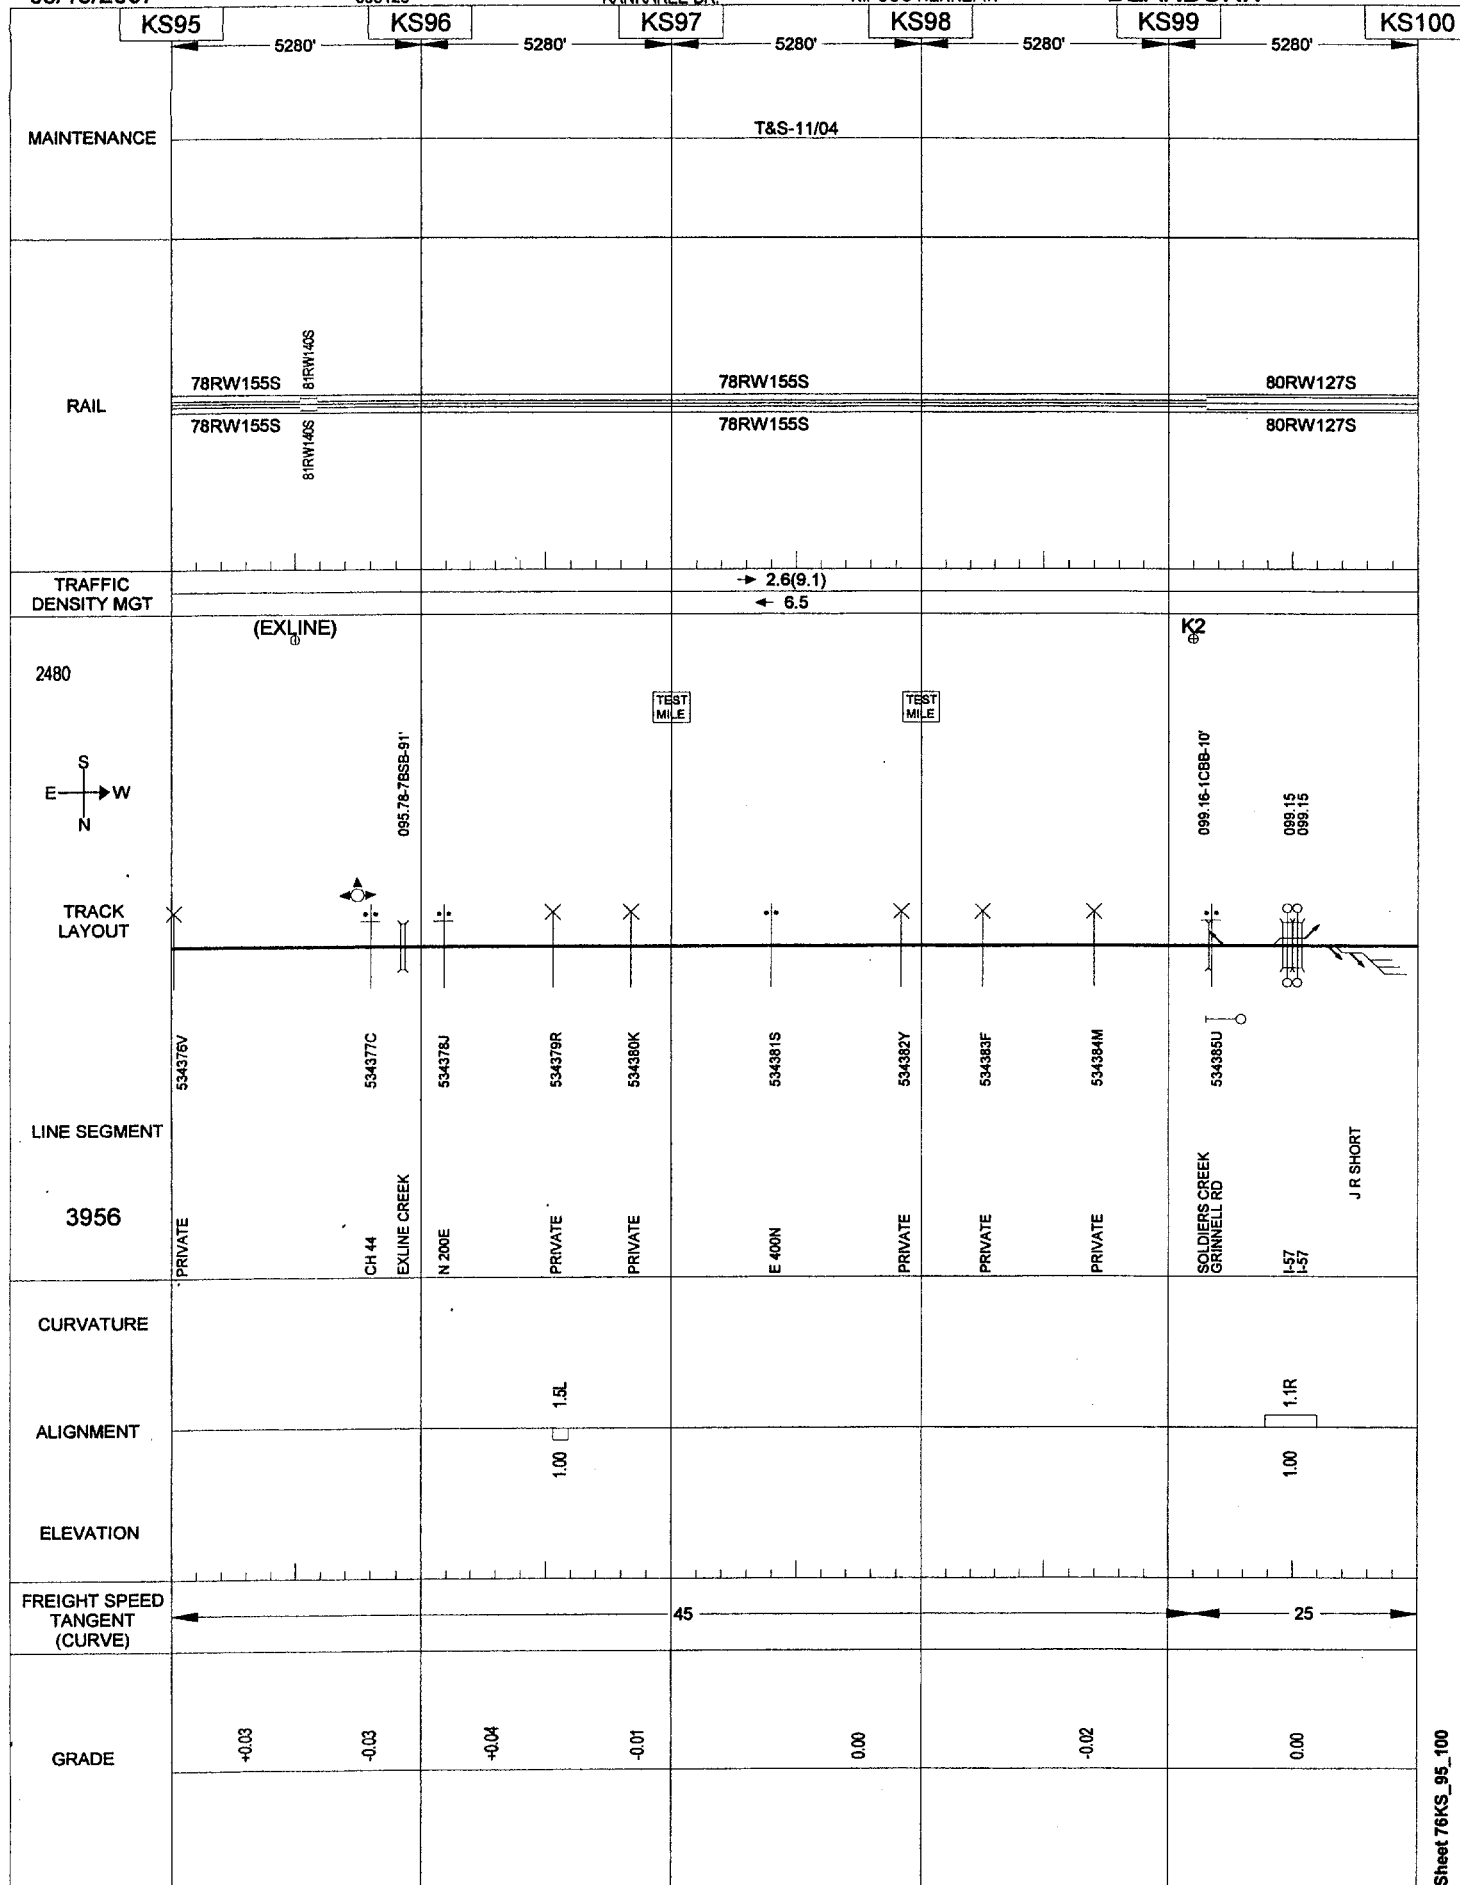 KS95 KS96 KS97 KS98 KS99 KS100
5280' 5280' 5280' 5280' 5280'
MAINTENANCE
T&S-11/04
RAIL
78RW155S 81RW140S 78RW155S 80RW127S
78RW155S 81RW140S 78RW155S 80RW127S
TRAFFIC
DENSITY MGT
2.6(9.1)
6.5
(EXLINE)
K2
2480
TEST
MILE
TEST
MILE
S
E W
N
095.78-7BSB-91'
099.16-1CBB-10'
099.15
099.15
TRACK
LAYOUT
534376V
534377C
534378J
534379R
534380K
534381S
534382Y
534383F
534384M
534385U
LINE SEGMENT
3956
PRIVATE
CH 44
EXLINE CREEK
N 200E
PRIVATE
PRIVATE
E 400N
PRIVATE
PRIVATE
PRIVATE
SOLDIERS CREEK
GRINNELL RD
I-57
I-57
J R SHORT
CURVATURE
1.5L 1.1R
ALIGNMENT
1.00 1.00
ELEVATION
FREIGHT SPEED
TANGENT
(CURVE)
45 25
GRADE
+0.03 -0.03 +0.04 -0.01 0.00 -0.02 0.00
Sheet 76KS_95_100